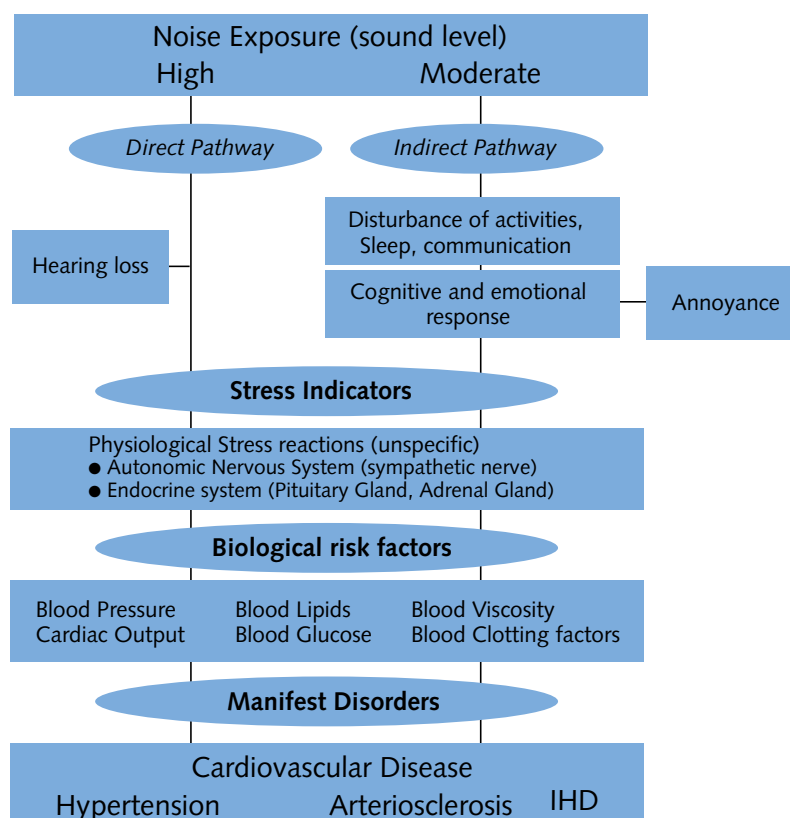 Noise Exposure (sound level)
High Moderate
Direct Pathway Indirect Pathway
Disturbance of activities,
Sleep, communication
Hearing loss
Cognitive and emotional
response
Annoyance
Stress Indicators
Physiological Stress reactions (unspecific)
● Autonomic Nervous System (sympathetic nerve)
● Endocrine system (Pituitary Gland, Adrenal Gland)
Biological risk factors
Blood Pressure Blood Lipids Blood Viscosity
Cardiac Output Blood Glucose Blood Clotting factors
Manifest Disorders
Cardiovascular Disease
Hypertension Arteriosclerosis IHD